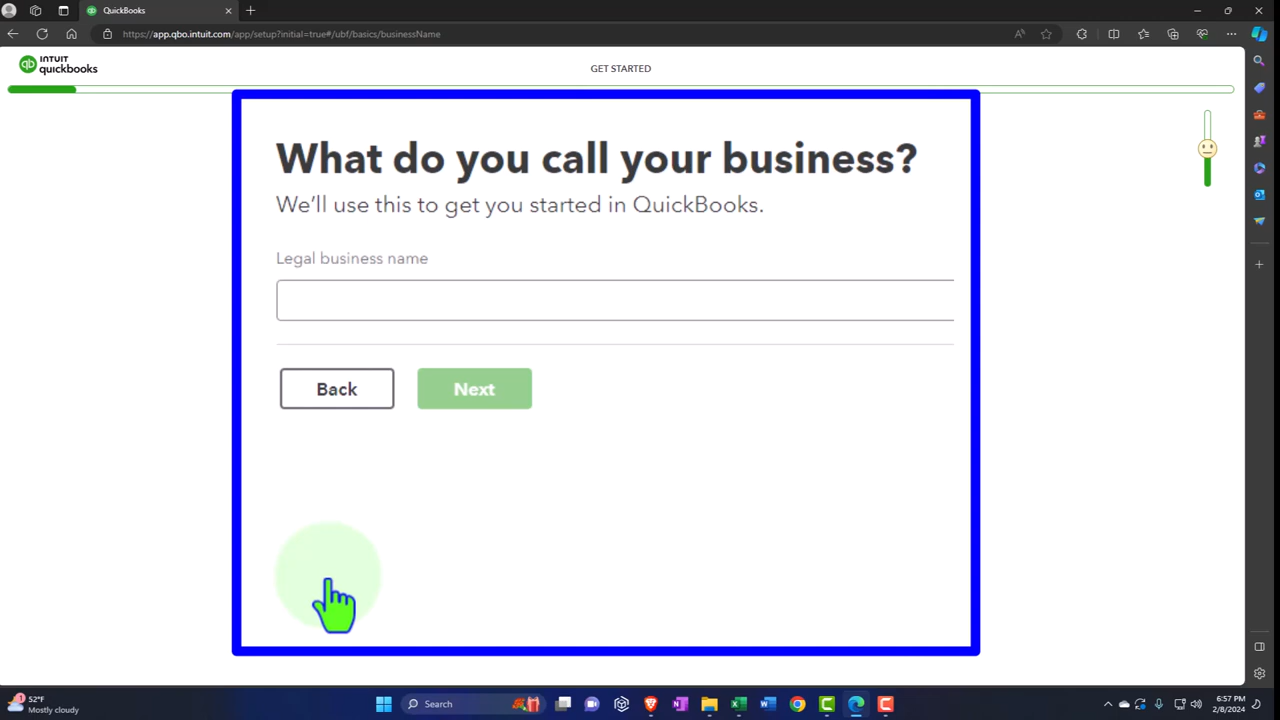 QuickBooks
https://app.qbo.intuit.com/app/setup?initial=true#/ubf/basics/businessName
INTUIT
quickbooks
GET STARTED
What do you call your business?
We'll use this to get you started in QuickBooks.
Legal business name
Back
Next
1
52°F
Mostly cloudy
Search
6:57 PM
2/8/2024